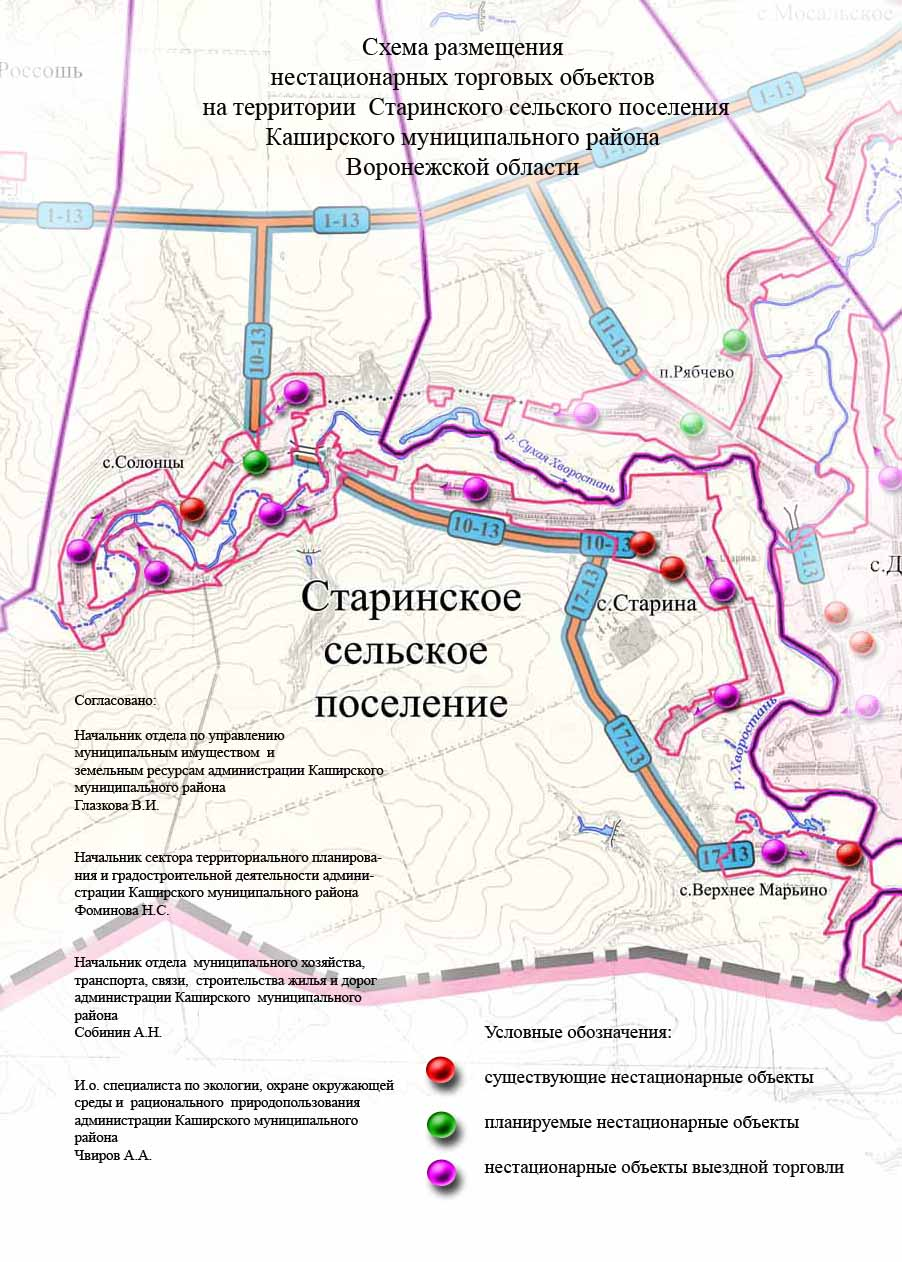 с Мосальское
Россошь
Схема размещения
нестационарных торговых объектов
на территории Старинского сельского поселения
Каширского муниципального района
Воронежской области
1-13
1-13
1-13
1-13
10-13
11-13
п.Рябчево
с.Солонцы
р. Сухая Хворостань
10-13
10-13
17-13
1-13
Старина
с.Д
с.Старина
Старинское
сельское
поселение
17-13
р. Хворостань
17-13
с.Верхнее Марьино
Согласовано:
Начальник отдела по управлению
муниципальным имуществом и
земельным ресурсам администрации Каширского
муниципального района
Глазкова В.И.
Начальник сектора территориального планирова-
ния и градостроительной деятельности админи-
страции Каширского муниципального района
Фоминова Н.С.
Начальник отдела муниципального хозяйства,
транспорта, связи, строительства жилья и дорог
администрации Каширского муниципального
района
Собинин А.Н.
И.о. специалиста по экологии, охране окружающей
среды и рационального природопользования
администрации Каширского муниципального
района
Чвиров А.А.
Условные обозначения:
существующие нестационарные объекты
планируемые нестационарные объекты
нестационарные объекты выездной торговли